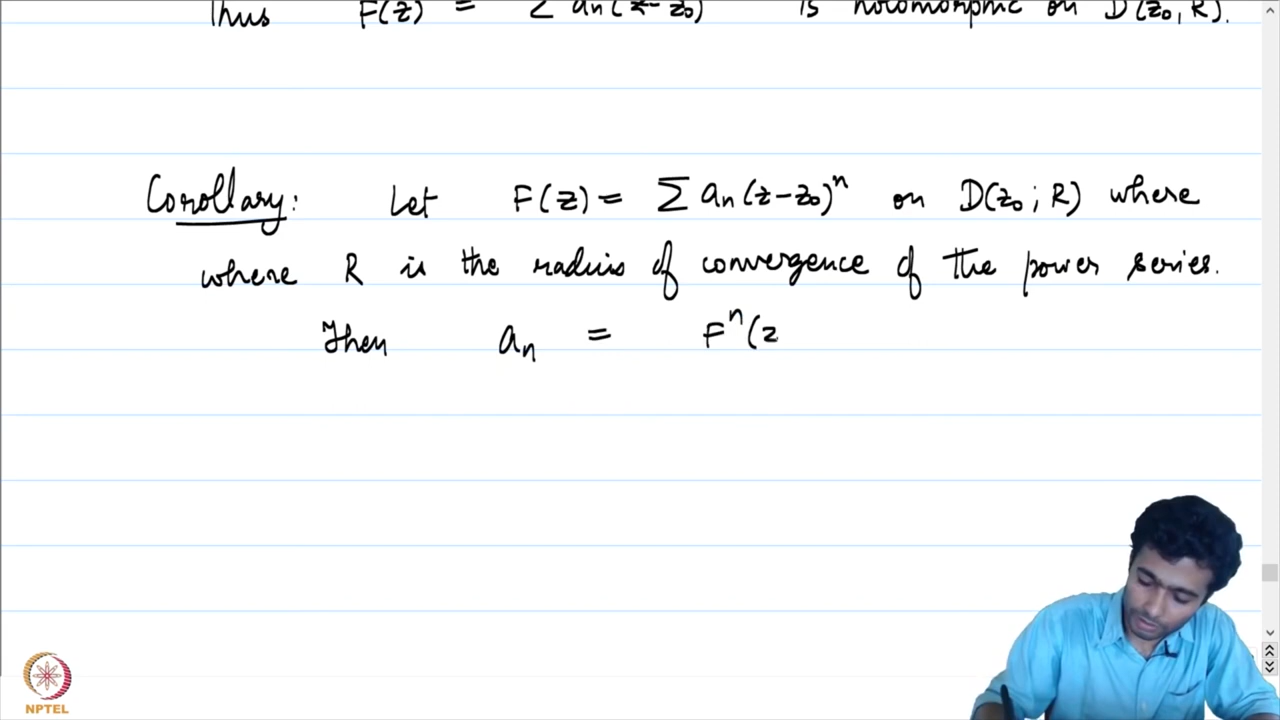 Thus F(z) = Σ an(z-z0) is holomorphic on D(z0, R).
Corollary: Let F(z) = Σ an(z-z0)^n on D(z0; R) where
where R is the radius of convergence of the power series.
Then an = F^n(z
NPTEL